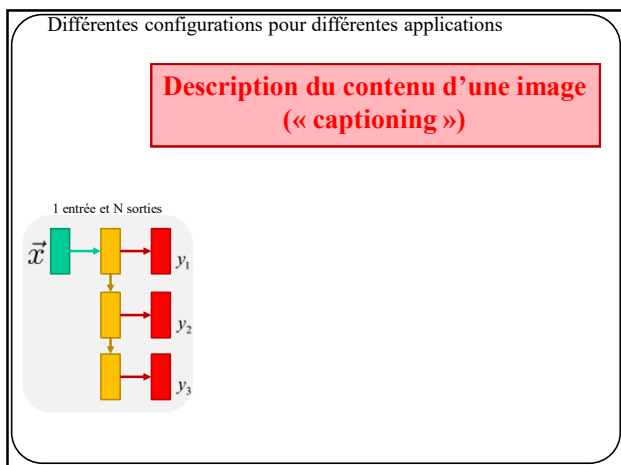 Différentes configurations pour différentes applications
Description du contenu d’une image
(« captioning »)
1 entrée et N sorties
x⃗
y₁
y₂
y₃